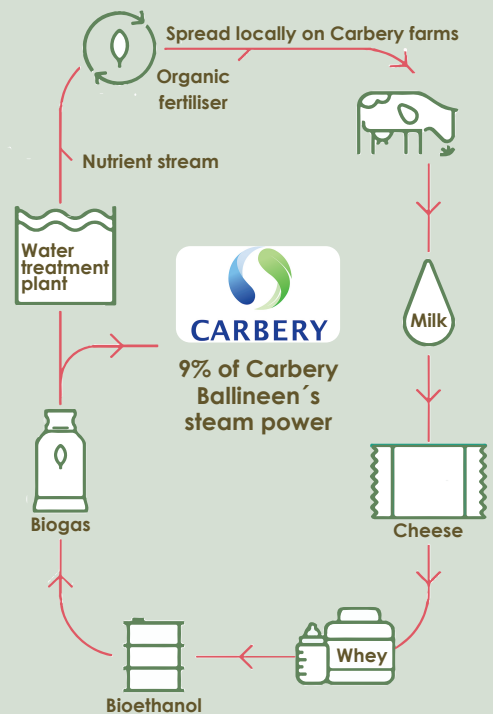 Spread locally on Carbery farms
Organic
fertiliser
Nutrient stream
Water
treatment
plant
CARBERY
9% of Carbery
Ballineen´s
steam power
Milk
Biogas
Cheese
Whey
Bioethanol